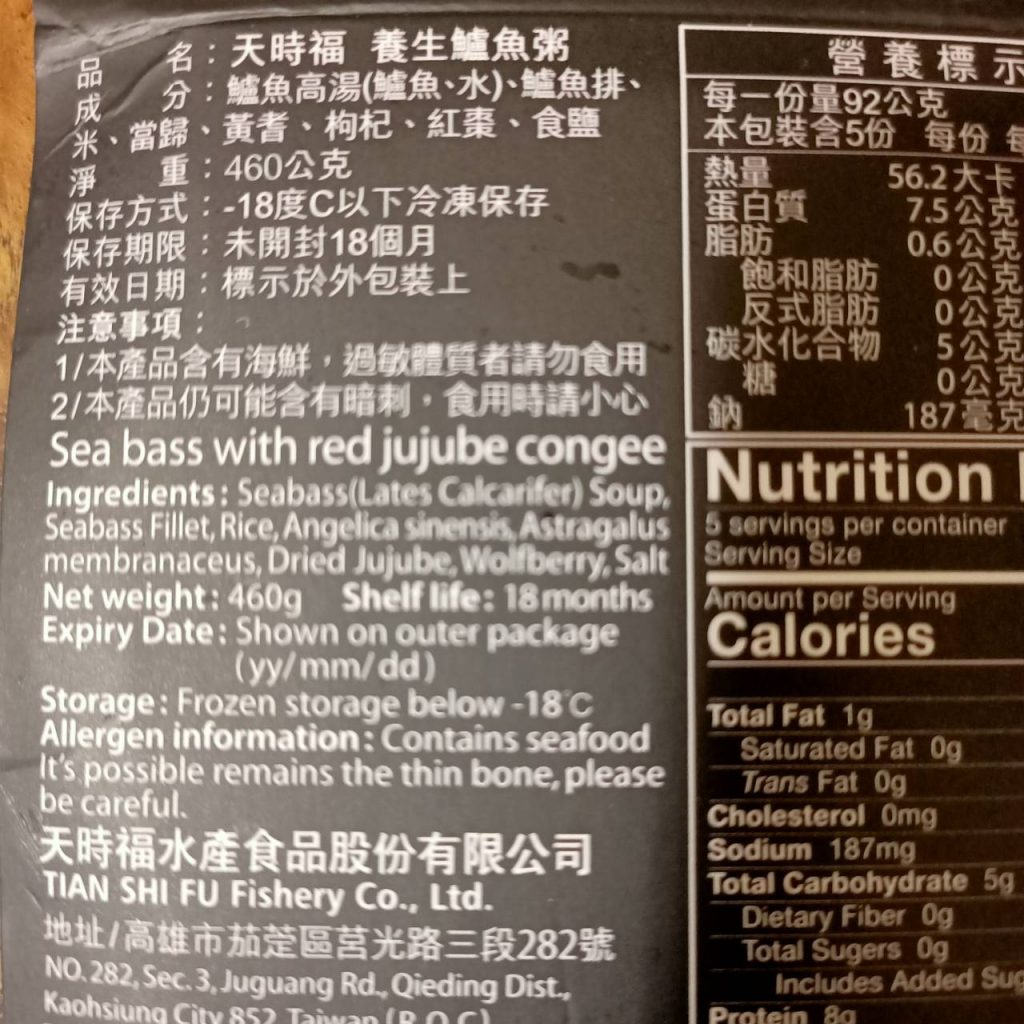 品名：天時福 養生鱸魚粥
成分：鱸魚高湯(鱸魚、水)、鱸魚排、
米、當歸、黃耆、枸杞、紅棗、食鹽
淨重：460公克
保存方式：-18度C以下冷凍保存
保存期限：未開封18個月
有效日期：標示於外包裝上
注意事項：
1/本產品含有海鮮，過敏體質者請勿食用
2/本產品仍可能含有暗刺，食用時請小心
Sea bass with red jujube congee
Ingredients: Seabass(Lates Calcarifer) Soup,
Seabass Fillet, Rice, Angelica sinensis, Astragalus
membranaceus, Dried Jujube, Wolfberry, Salt
Net weight: 460g Shelf life: 18 months
Expiry Date: Shown on outer package
(yy/mm/dd)
Storage: Frozen storage below -18°C
Allergen information: Contains seafood
It's possible remains the thin bone, please
be careful.
天時福水產食品股份有限公司
TIAN SHI FU Fishery Co., Ltd.
地址/高雄市茄萣區莒光路三段282號
NO. 282, Sec. 3, Juguang Rd., Qieding Dist.,
Kaohsiung City 852, Taiwan (R.O.C)
營養標示
每一份量92公克
本包裝含5份 每份
熱量 56.2大卡
蛋白質 7.5公克
脂肪 0.6公克
飽和脂肪 0公克
反式脂肪 0公克
碳水化合物 5公克
糖 0公克
鈉 187毫克
Nutrition
5 servings per container
Serving Size
Amount per Serving
Calories
Total Fat 1g
Saturated Fat 0g
Trans Fat 0g
Cholesterol 0mg
Sodium 187mg
Total Carbohydrate 5g
Dietary Fiber 0g
Total Sugers 0g
Includes Added Sug
Protein 8g